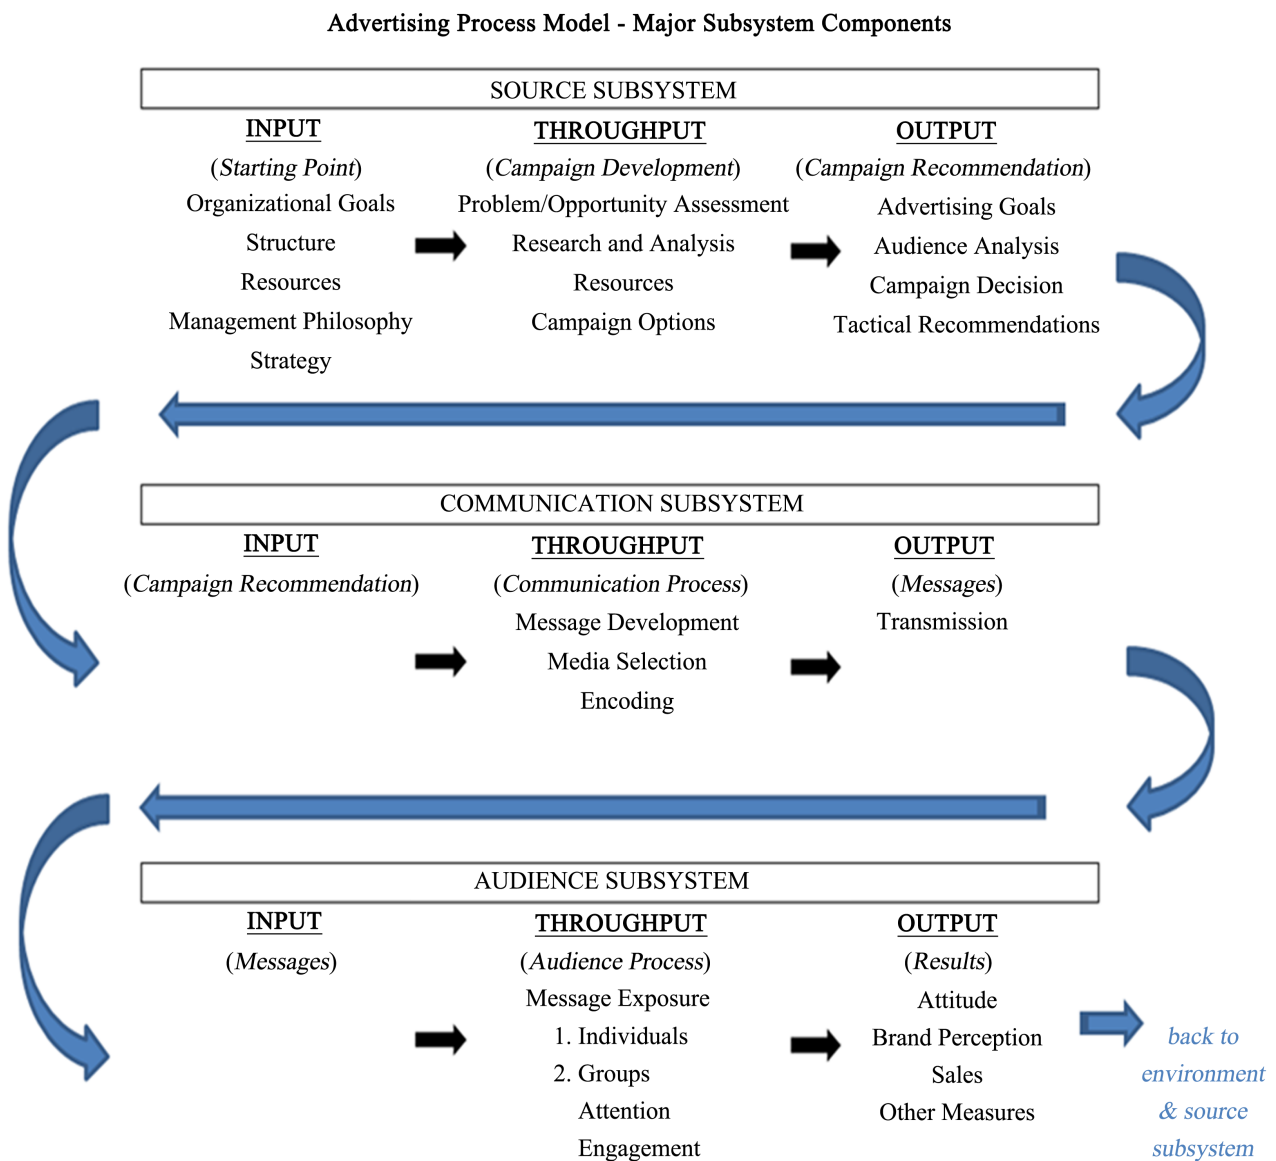 Advertising Process Model - Major Subsystem Components
SOURCE SUBSYSTEM
INPUT
(Starting Point)
Organizational Goals
Structure
Resources
Management Philosophy
Strategy
THROUGHPUT
(Campaign Development)
Problem/Opportunity Assessment
Research and Analysis
Resources
Campaign Options
OUTPUT
(Campaign Recommendation)
Advertising Goals
Audience Analysis
Campaign Decision
Tactical Recommendations
COMMUNICATION SUBSYSTEM
INPUT
(Campaign Recommendation)
THROUGHPUT
(Communication Process)
Message Development
Media Selection
Encoding
OUTPUT
(Messages)
Transmission
AUDIENCE SUBSYSTEM
INPUT
(Messages)
THROUGHPUT
(Audience Process)
Message Exposure
1. Individuals
2. Groups
Attention
Engagement
OUTPUT
(Results)
Attitude
Brand Perception
Sales
Other Measures
back to
environment
& source
subsystem